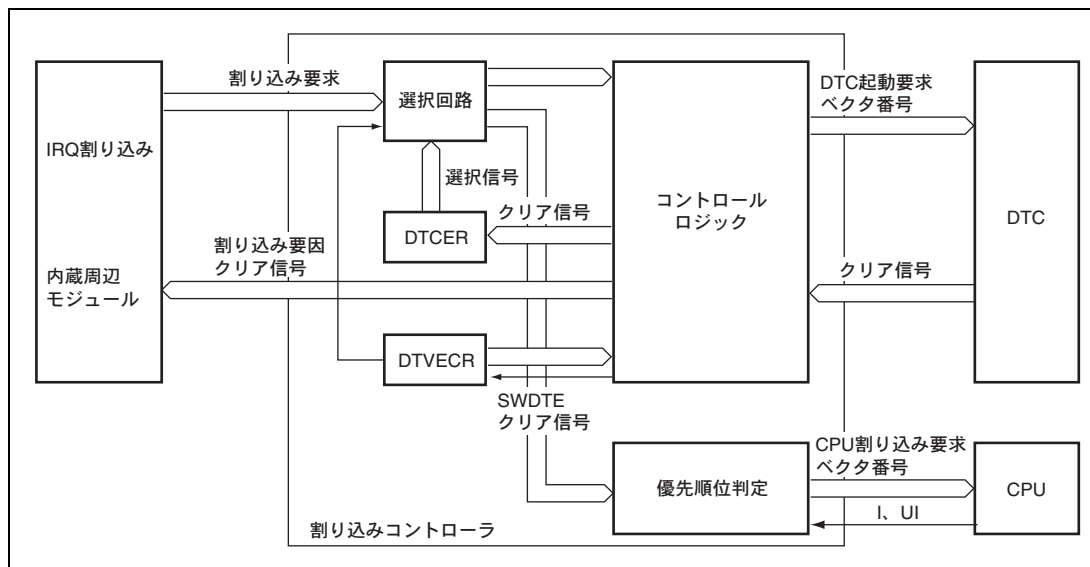 割り込み要求
選択回路
DTC起動要求
ベクタ番号
IRQ割り込み
選択信号
コントロール
ロジック
DTC
DTCER
クリア信号
割り込み要因
クリア信号
クリア信号
内蔵周辺
モジュール
DTVECR
SWDTE
クリア信号
CPU割り込み要求
ベクタ番号
優先順位判定
CPU
I、UI
割り込みコントローラ